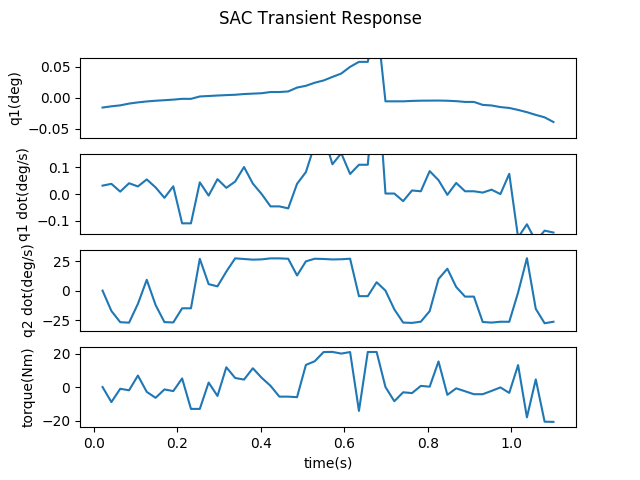 SAC Transient Response
q1(deg)
0.05
0.00
−0.05
q1 dot(deg/s)
0.1
0.0
−0.1
q2 dot(deg/s)
25
0
−25
torque(Nm)
20
0
−20
0.0 0.2 0.4 0.6 0.8 1.0
time(s)